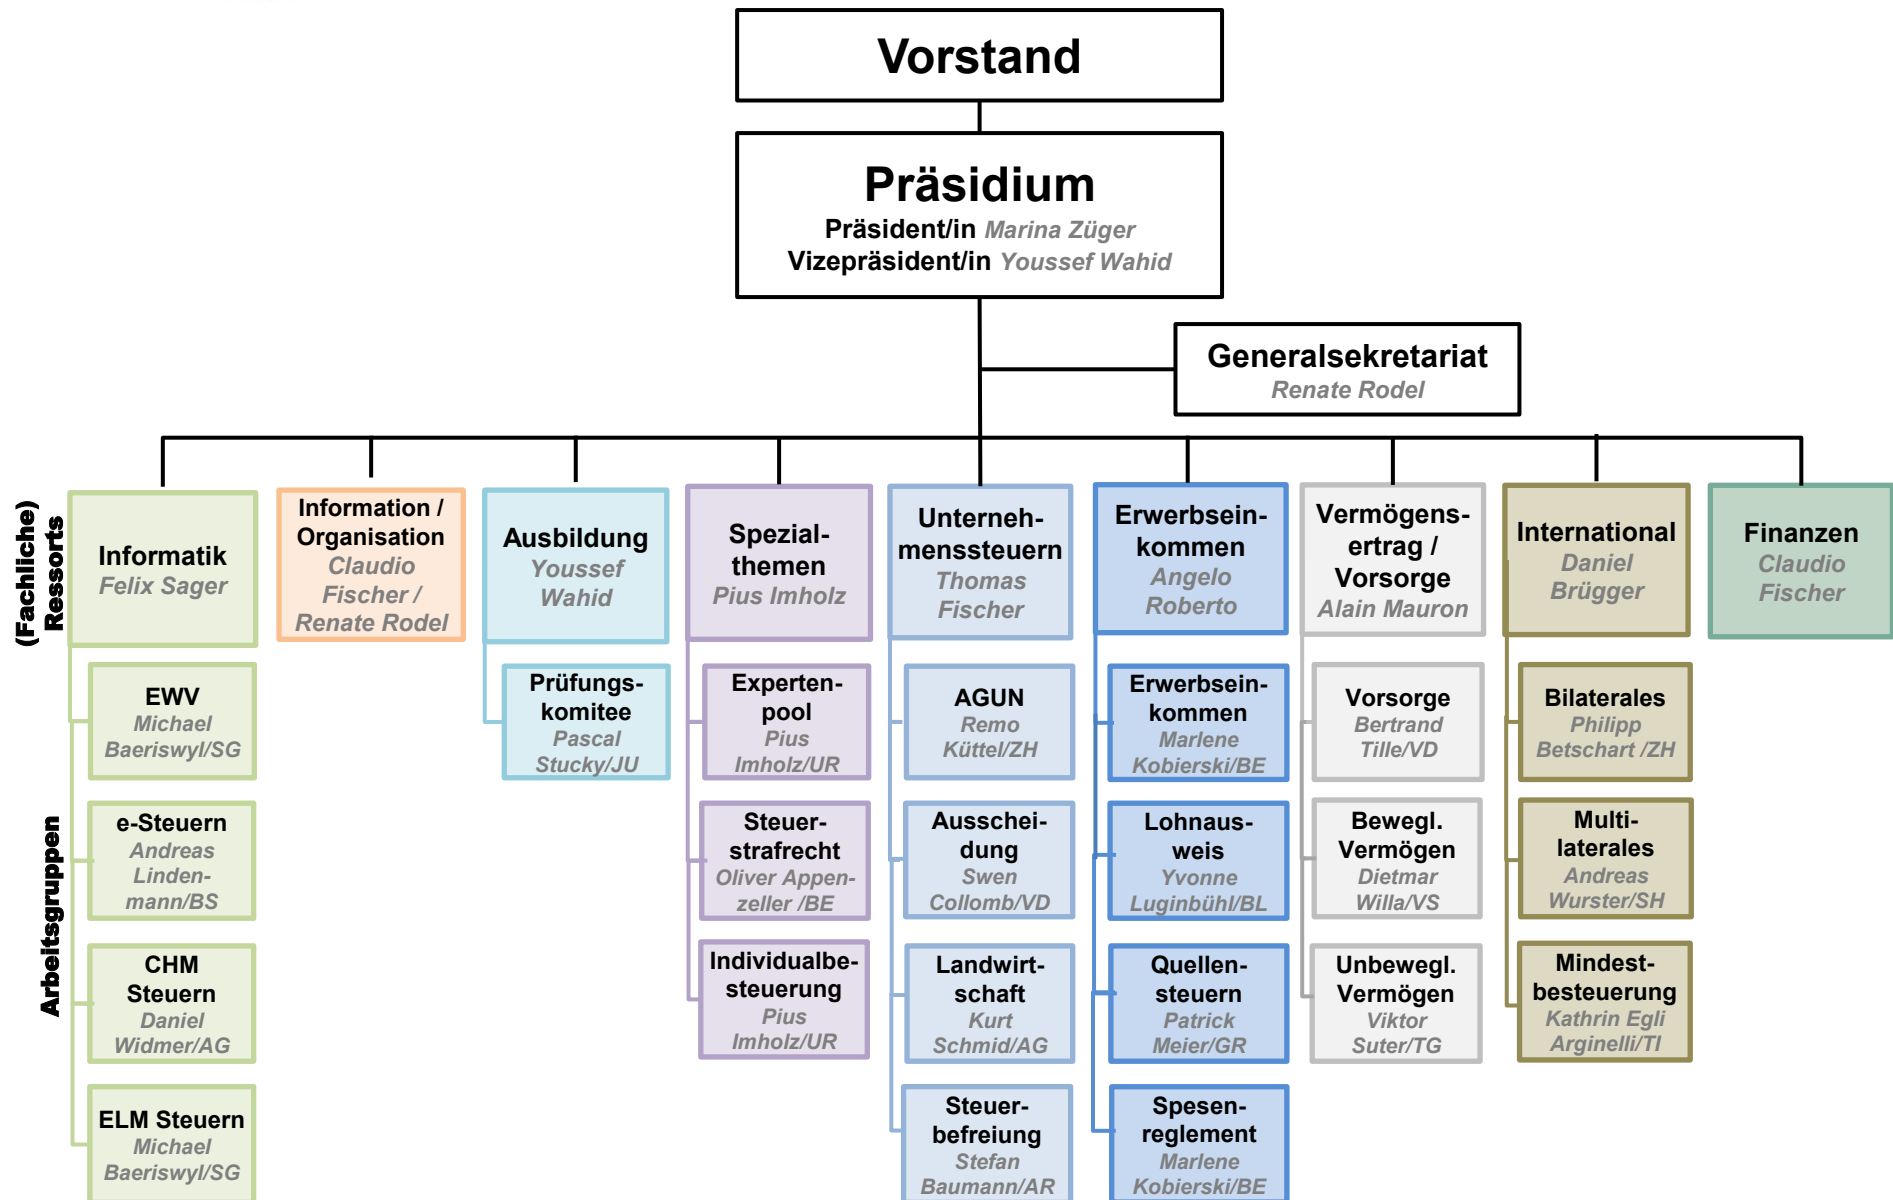 Vorstand
Präsidium
Präsident/in Marina Züger
Vizepräsident/in Youssef Wahid
Generalsekretariat
Renate Rodel
(Fachliche)
Ressorts
Informatik
Felix Sager
Information /
Organisation
Claudio
Fischer /
Renate Rodel
Ausbildung
Youssef
Wahid
Spezial-
themen
Pius Imholz
Unterneh-
menssteuern
Thomas
Fischer
Erwerbsein-
kommen
Angelo
Roberto
Vermögens-
ertrag /
Vorsorge
Alain Mauron
International
Daniel
Brügger
Finanzen
Claudio
Fischer
Arbeitsgruppen
EWV
Michael
Baeriswyl/SG
e-Steuern
Andreas
Linden-
mann/BS
CHM
Steuern
Daniel
Widmer/AG
ELM Steuern
Michael
Baeriswyl/SG
Prüfungs-
komitee
Pascal
Stucky/JU
Experten-
pool
Pius
Imholz/UR
Steuer-
strafrecht
Oliver Appen-
zeller /BE
Individualbe-
steuerung
Pius
Imholz/UR
AGUN
Remo
Küttel/ZH
Ausschei-
dung
Swen
Collomb/VD
Landwirt-
schaft
Kurt
Schmid/AG
Steuer-
befreiung
Stefan
Baumann/AR
Erwerbsein-
kommen
Marlene
Kobierski/BE
Lohnaus-
weis
Yvonne
Luginbühl/BL
Quellen-
steuern
Patrick
Meier/GR
Spesen-
reglement
Marlene
Kobierski/BE
Vorsorge
Bertrand
Tille/VD
Bewegl.
Vermögen
Dietmar
Willa/VS
Unbewegl.
Vermögen
Viktor
Suter/TG
Bilaterales
Philipp
Betschart /ZH
Multi-
laterales
Andreas
Wurster/SH
Mindest-
besteuerung
Kathrin Egli
Arginelli/TI